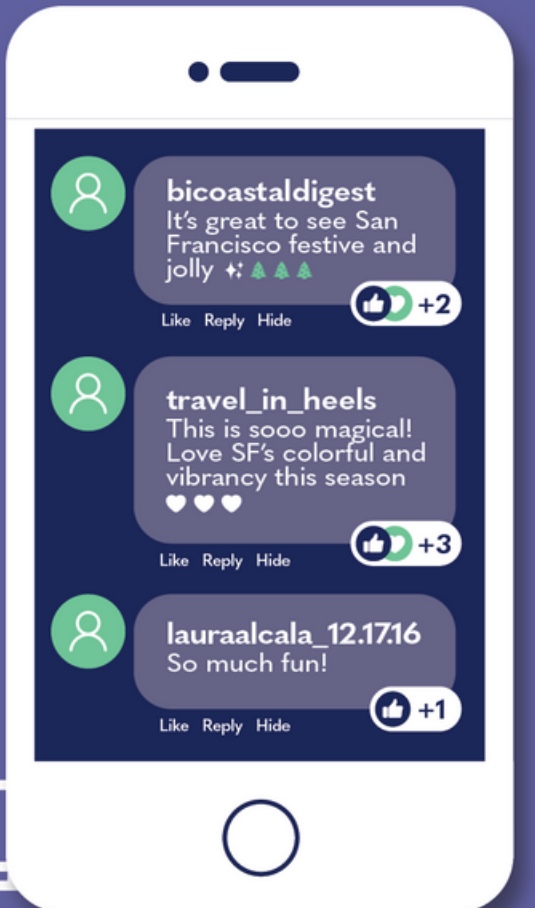 bicoastaldigest
It's great to see San
Francisco festive and
jolly ✨🌲🌲🌲
+2
Like Reply Hide
travel_in_heels
This is sooo magical!
Love SF's colorful and
vibrancy this season
🤍🤍🤍
+3
Like Reply Hide
lauraalcala_12.17.16
So much fun!
+1
Like Reply Hide